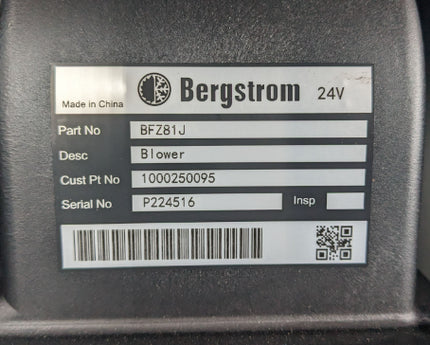 Made in China Bergstrom 24V
Part No BFZ81J
Desc Blower
Cust Pt No 1000250095
Serial No P224516 Insp